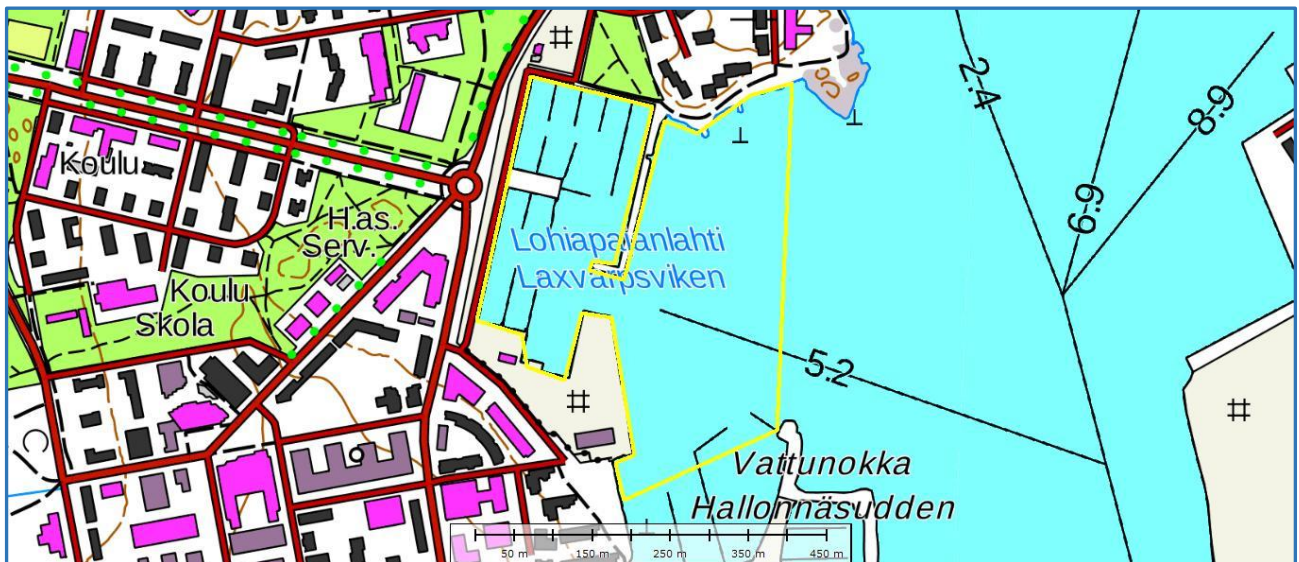 2.4
8.9
Koulu
6.9
H.as.
Serv.
Lohiapajanlahti
Laxvarpsviken
Koulu
Skola
5.2
Vattunokka
Hallonnäsudden
50 m 150 m 250 m 350 m 450 m